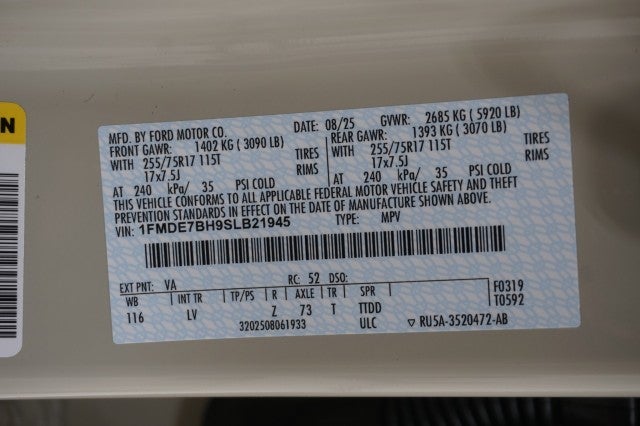 N
MFD. BY FORD MOTOR CO. DATE: 08/25 GVWR: 2685 KG ( 5920 LB)
FRONT GAWR: 1402 KG ( 3090 LB) REAR GAWR: 1393 KG ( 3070 LB)
WITH 255/75R17 115T TIRES WITH 255/75R17 115T TIRES
17x7.5J RIMS 17x7.5J RIMS
AT 240 kPa/ 35 PSI COLD AT 240 kPa/ 35 PSI COLD
THIS VEHICLE CONFORMS TO ALL APPLICABLE FEDERAL MOTOR VEHICLE SAFETY AND THEFT
PREVENTION STANDARDS IN EFFECT ON THE DATE OF MANUFACTURE SHOWN ABOVE.
VIN: 1FMDE7BH9SLB21945 TYPE: MPV
EXT PNT: VA RC: 52 DSO: F0319
WB INT TR TP/PS R AXLE TR SPR T0592
116 LV Z 73 T TTDD
3202508061933 ULC ▽ RU5A-3520472-AB